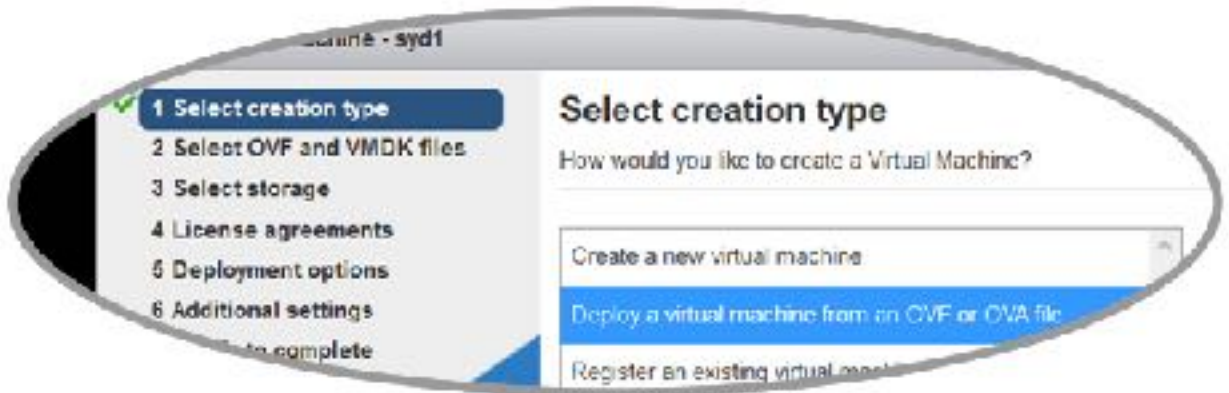 - syd1
1 Select creation type
2 Select OVF and VMDK files
3 Select storage
4 License agreements
5 Deployment options
6 Additional settings
complete
Select creation type
How would you like to create a Virtual Machine?
Create a new virtual machine
Deploy a virtual machine from an OVF or OVA file
Register an existing virtual